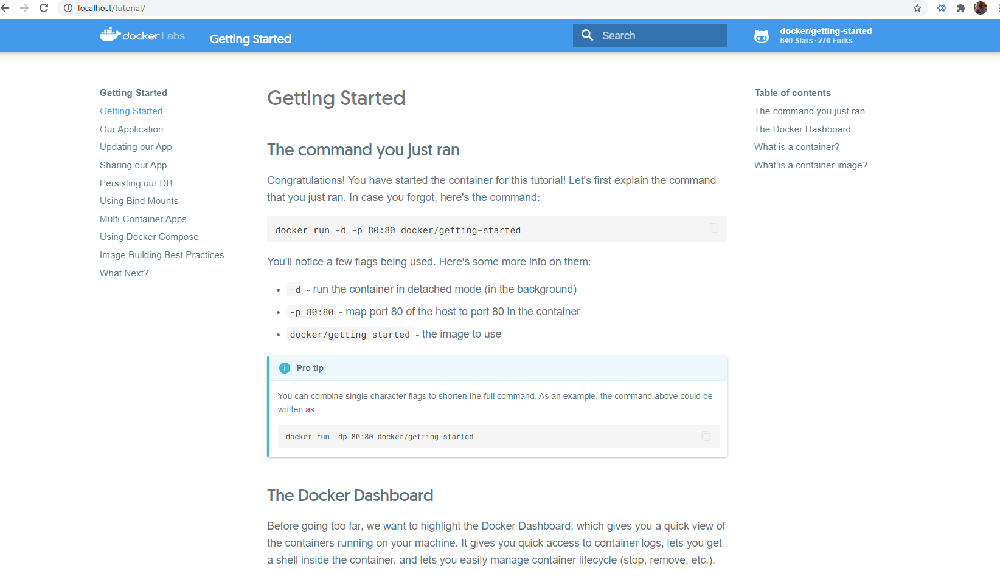 localhost/tutorial/
docker Labs
Getting Started
Search
docker/getting-started
640 Stars · 270 Forks
Getting Started
Getting Started
Our Application
Updating our App
Sharing our App
Persisting our DB
Using Bind Mounts
Multi-Container Apps
Using Docker Compose
Image Building Best Practices
What Next?
Getting Started
The command you just ran
Congratulations! You have started the container for this tutorial! Let's first explain the command
that you just ran. In case you forgot, here's the command:
docker run -d -p 80:80 docker/getting-started
You'll notice a few flags being used. Here's some more info on them:
• -d - run the container in detached mode (in the background)
• -p 80:80 - map port 80 of the host to port 80 in the container
• docker/getting-started - the image to use
Pro tip
You can combine single character flags to shorten the full command. As an example, the command above could be
written as:
docker run -dp 80:80 docker/getting-started
The Docker Dashboard
Before going too far, we want to highlight the Docker Dashboard, which gives you a quick view of
the containers running on your machine. It gives you quick access to container logs, lets you get
a shell inside the container, and lets you easily manage container lifecycle (stop, remove, etc.).
Table of contents
The command you just ran
The Docker Dashboard
What is a container?
What is a container image?